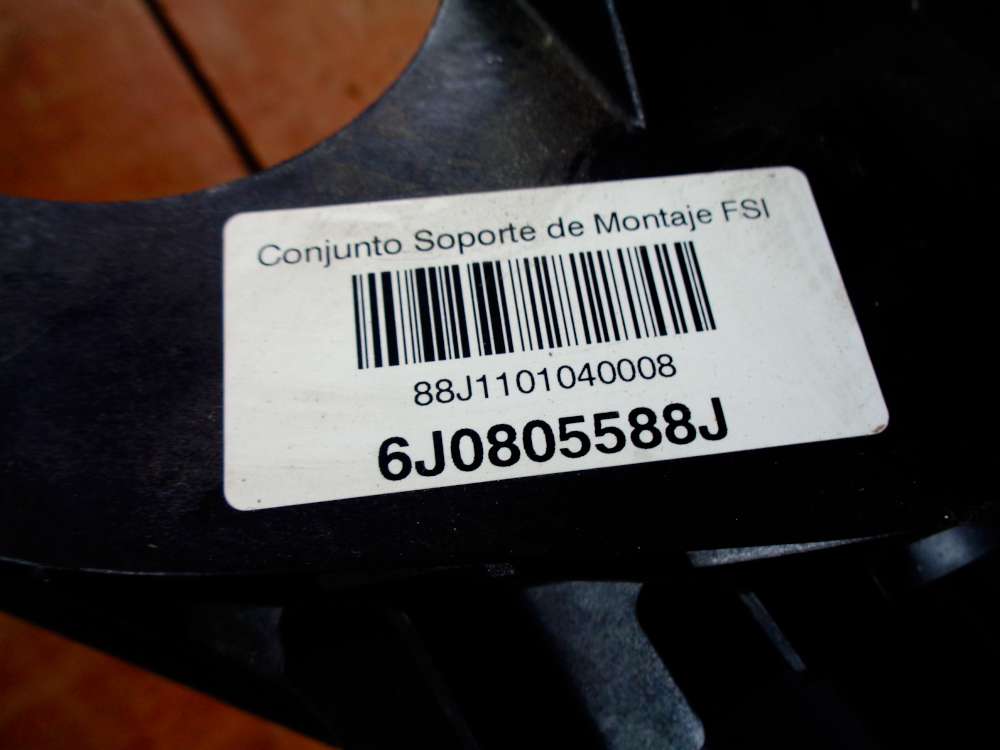 Conjunto Soporte de Montaje FSI
88J1101040008
6J0805588J